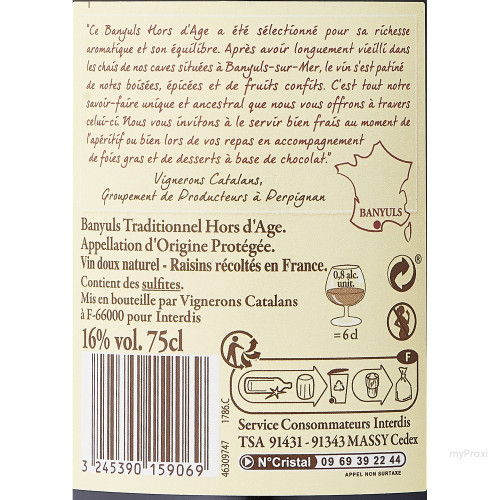 "Ce Banyuls Hors d'Age a été sélectionné pour sa richesse
aromatique et son équilibre. Après avoir longuement vieilli dans
les chais de nos caves situées à Banyuls-sur-Mer, le vin s'est patiné
de notes boisées, épicées et de fruits confits. C'est tout notre
savoir-faire unique et ancestral que nous vous offrons à travers
celui-ci. Nous vous invitons à le servir bien frais au moment de
l'apéritif ou bien lors de vos repas en accompagnement
de foies gras et de desserts à base de chocolat."
Vignerons Catalans,
Groupement de Producteurs à Perpignan
BANYULS
Banyuls Traditionnel Hors d'Age.
Appellation d'Origine Protégée.
Vin doux naturel - Raisins récoltés en France.
Contient des sulfites.
Mis en bouteille par Vignerons Catalans
à F-66000 pour Interdis
0,8 alc.
unit.
= 6 cl
®
16% vol. 75cl
F
46309747 1786.C
3 245390 159069
Service Consommateurs Interdis
TSA 91431 - 91343 MASSY Cedex
N°Cristal 09 69 39 22 44
APPEL NON SURTAXE
myProxi